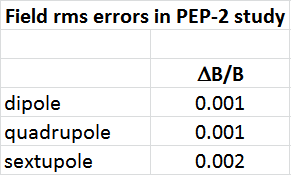 Field rms errors in PEP-2 study
ΔB/B
dipole 0.001
quadrupole 0.001
sextupole 0.002